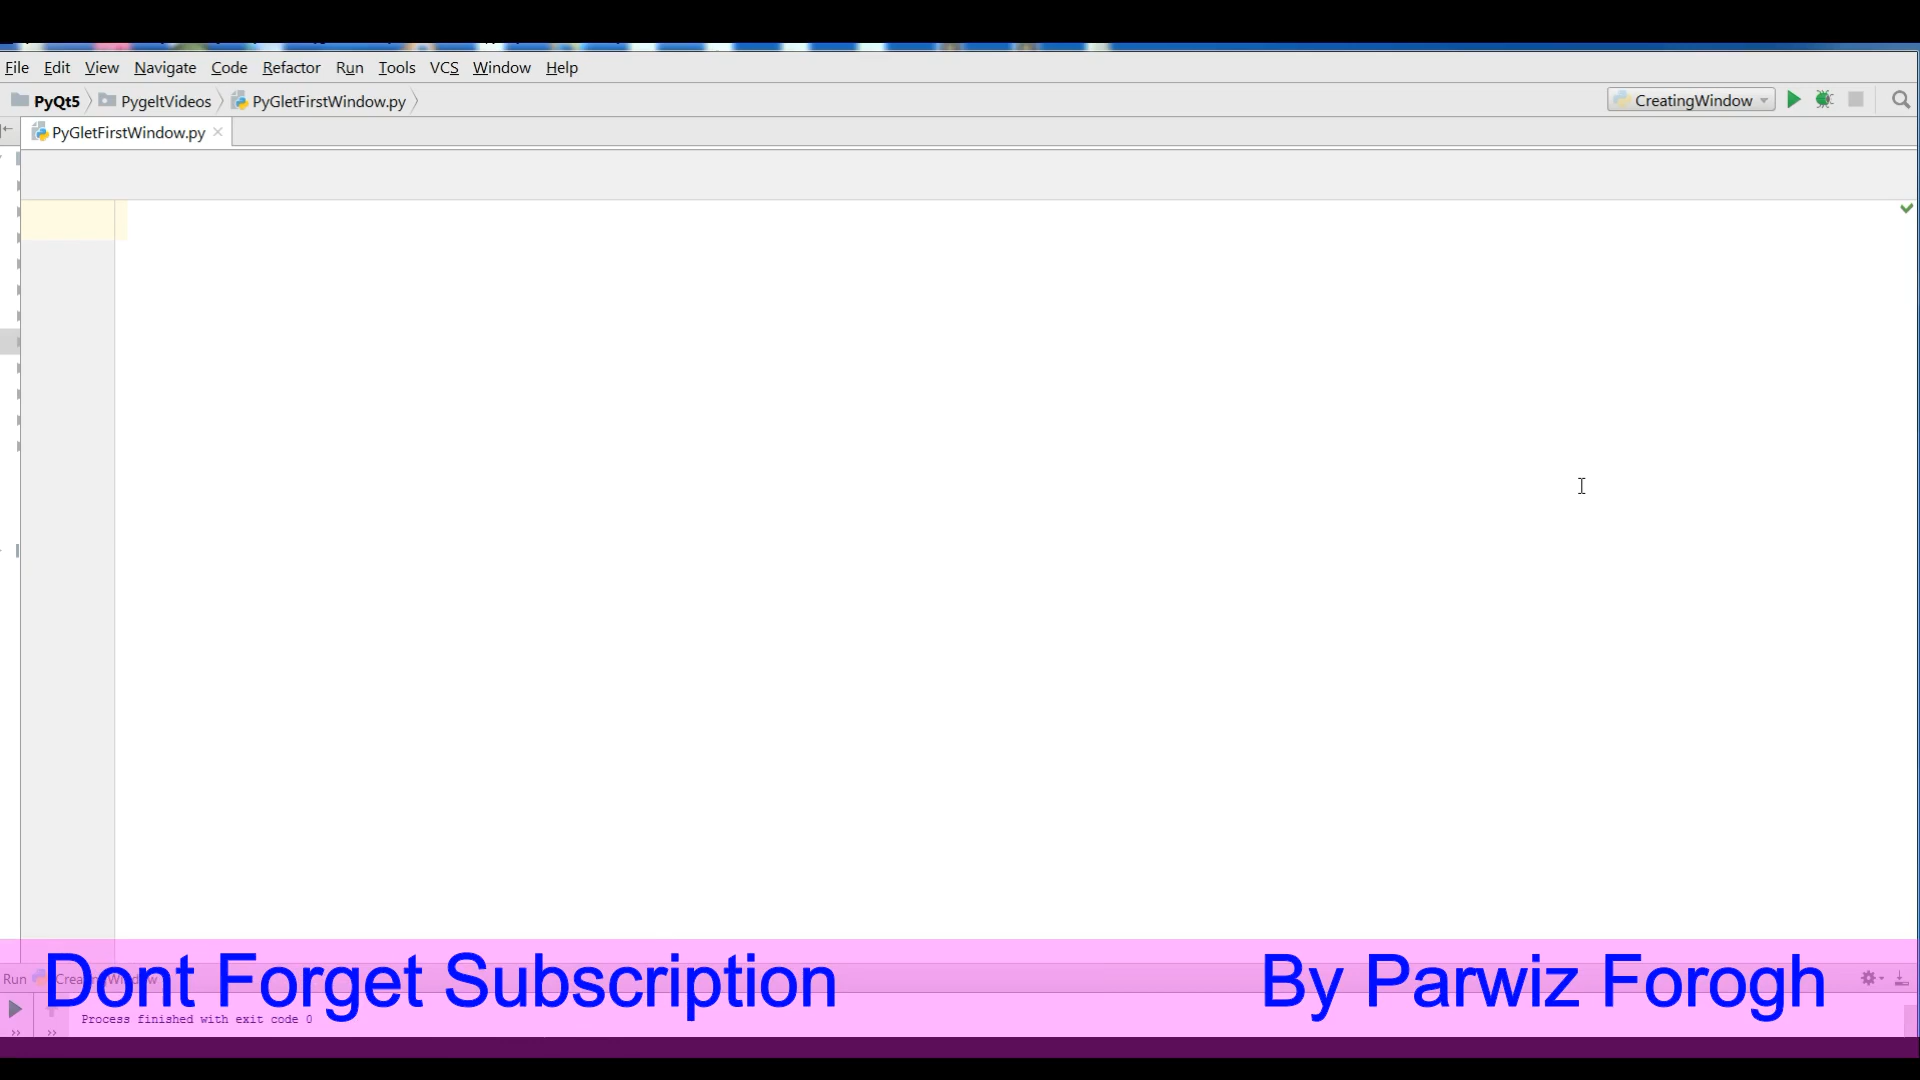 File Edit View Navigate Code Refactor Run Tools VCS Window Help
PyQt5 PygeltVideos PyGletFirstWindow.py CreatingWindow
PyGletFirstWindow.py
Dont Forget Subscription By Parwiz Forogh
Run CreatingWindow
Process finished with exit code 0